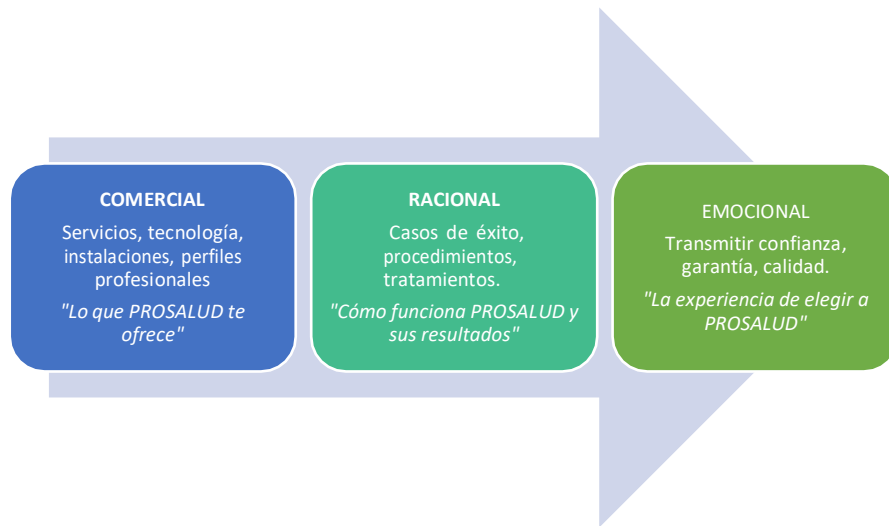 COMERCIAL
Servicios, tecnología,
instalaciones, perfiles
profesionales
"Lo que PROSALUD te
ofrece"
RACIONAL
Casos de éxito,
procedimientos,
tratamientos.
"Cómo funciona PROSALUD y
sus resultados"
EMOCIONAL
Transmitir confianza,
garantía, calidad.
"La experiencia de elegir a
PROSALUD"